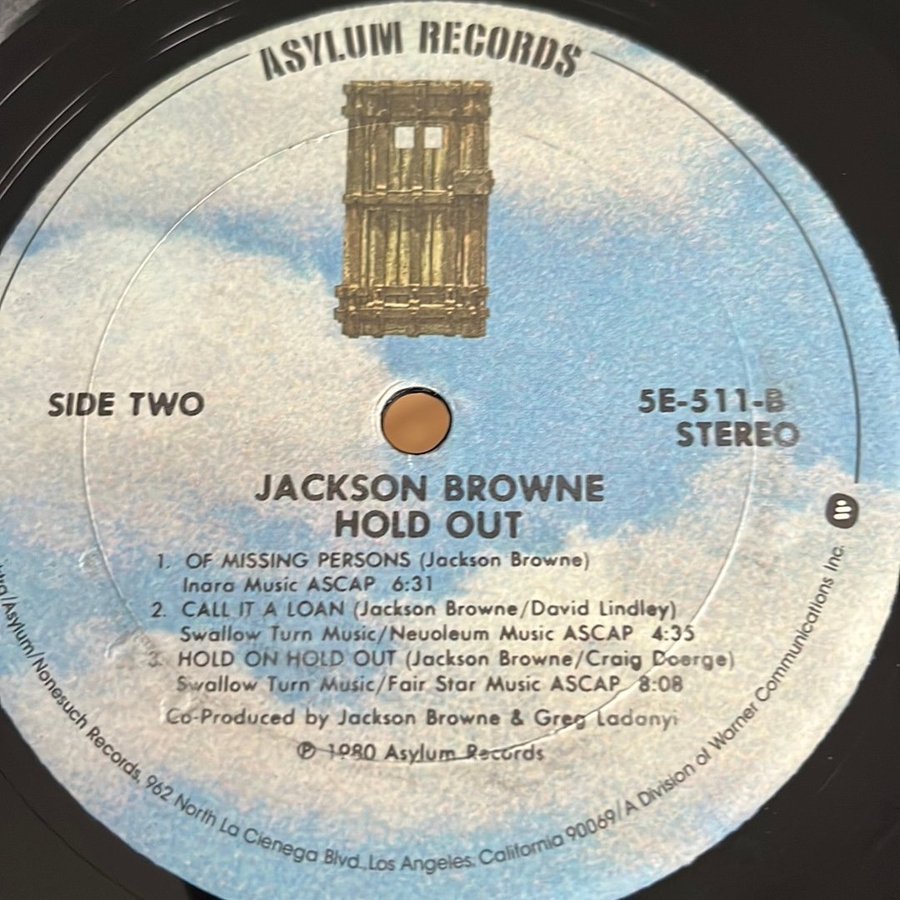 ASYLUM RECORDS
SIDE TWO
5E-511-B
STEREO
JACKSON BROWNE
HOLD OUT
1. OF MISSING PERSONS (Jackson Browne)
Inara Music ASCAP 6:31
2. CALL IT A LOAN (Jackson Browne/David Lindley)
Swallow Turn Music/Neuoleum Music ASCAP 4:35
3. HOLD ON HOLD OUT (Jackson Browne/Craig Doerge)
Swallow Turn Music/Fair Star Music ASCAP 8:08
Co-Produced by Jackson Browne & Greg Ladanyi
℗ 1980 Asylum Records
/Asylum/Nonesuch Records, 962 North La Cienega Blvd., Los Angeles, California 90069/A Division of Warner Communications Inc.